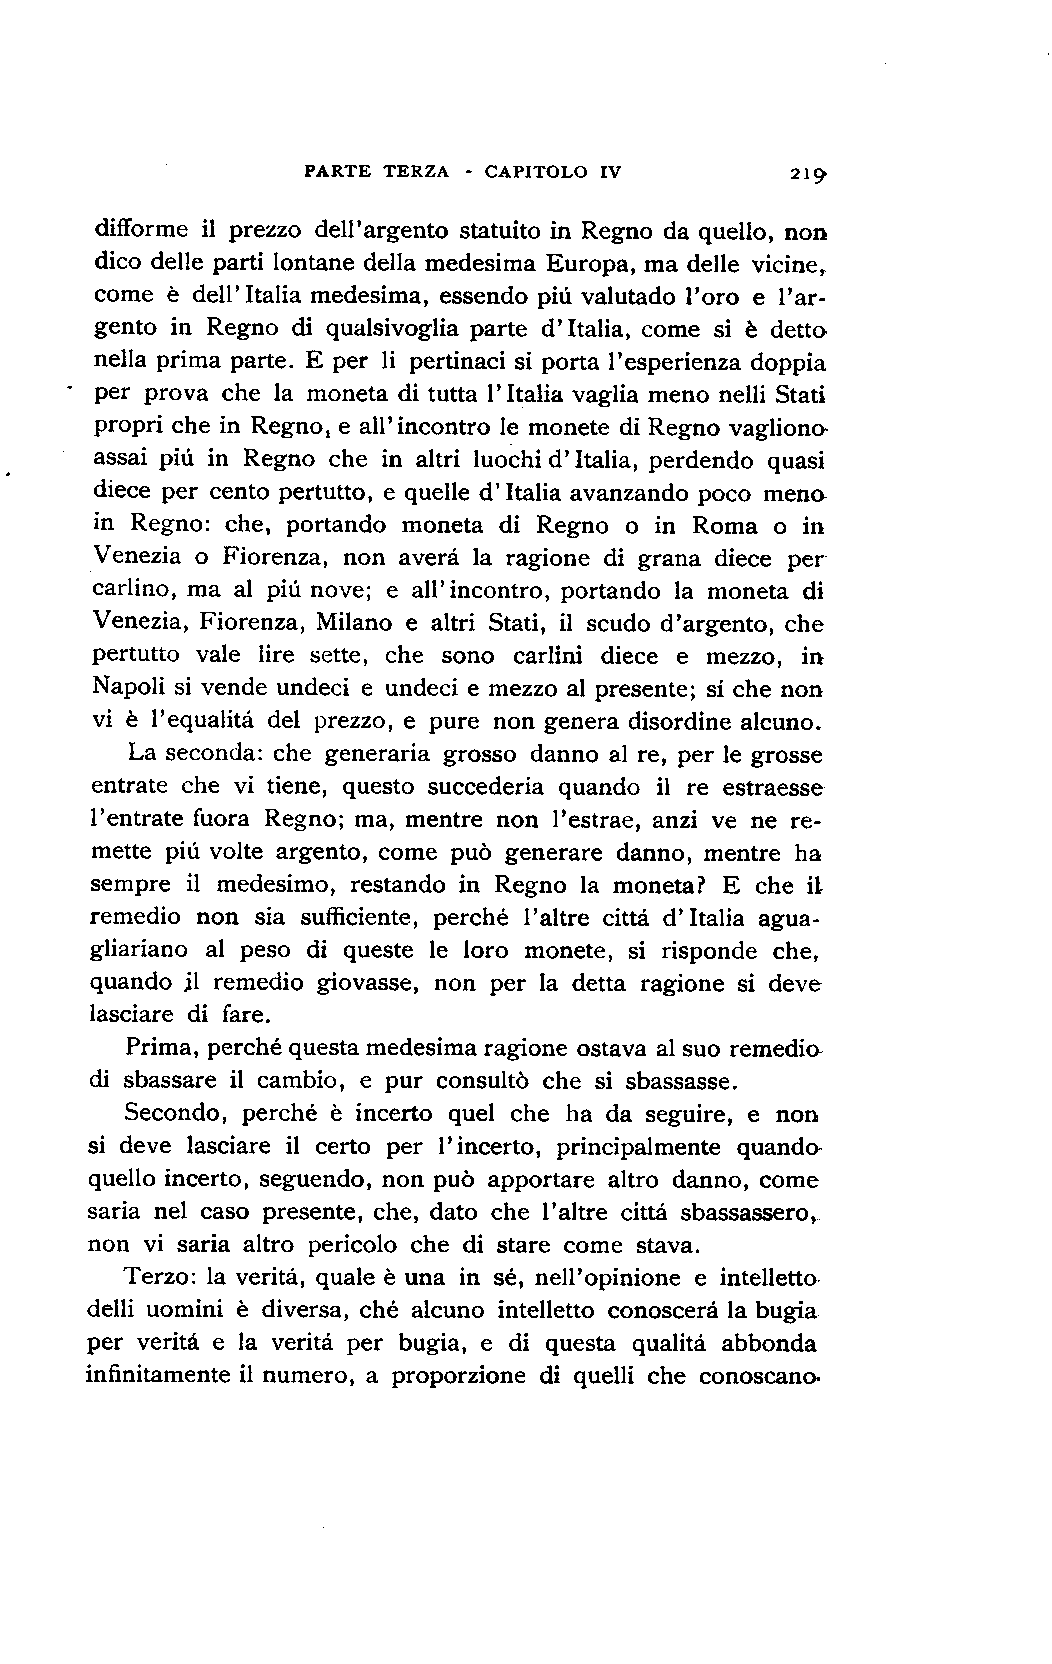 PARTE TERZA - CAPITOLO IV 219
difforme il prezzo dell'argento statuito in Regno da quello, non
dico delle parti lontane della medesima Europa, ma delle vicine,
come è dell'Italia medesima, essendo piú valutado l'oro e l'ar-
gento in Regno di qualsivoglia parte d'Italia, come si è detto
nella prima parte. E per li pertinaci si porta l'esperienza doppia
per prova che la moneta di tutta l'Italia vaglia meno nelli Stati
propri che in Regno, e all'incontro le monete di Regno vagliono
assai piú in Regno che in altri luochi d'Italia, perdendo quasi
diece per cento pertutto, e quelle d'Italia avanzando poco meno
in Regno: che, portando moneta di Regno o in Roma o in
Venezia o Fiorenza, non averá la ragione di grana diece per
carlino, ma al piú nove; e all'incontro, portando la moneta di
Venezia, Fiorenza, Milano e altri Stati, il scudo d'argento, che
pertutto vale lire sette, che sono carlini diece e mezzo, in
Napoli si vende undeci e undeci e mezzo al presente; sí che non
vi è l'equalitá del prezzo, e pure non genera disordine alcuno.
La seconda: che generaria grosso danno al re, per le grosse
entrate che vi tiene, questo succederia quando il re estraesse
l'entrate fuora Regno; ma, mentre non l'estrae, anzi ve ne re-
mette piú volte argento, come può generare danno, mentre ha
sempre il medesimo, restando in Regno la moneta? E che il
remedio non sia sufficiente, perché l'altre cittá d'Italia agua-
gliariano al peso di queste le loro monete, si risponde che,
quando il remedio giovasse, non per la detta ragione si deve
lasciare di fare.
Prima, perché questa medesima ragione ostava al suo remedio
di sbassare il cambio, e pur consultò che si sbassasse.
Secondo, perché è incerto quel che ha da seguire, e non
si deve lasciare il certo per l'incerto, principalmente quando
quello incerto, seguendo, non può apportare altro danno, come
saria nel caso presente, che, dato che l'altre cittá sbassassero,
non vi saria altro pericolo che di stare come stava.
Terzo: la veritá, quale è una in sé, nell'opinione e intelletto
delli uomini è diversa, ché alcuno intelletto conoscerá la bugia
per veritá e la veritá per bugia, e di questa qualitá abbonda
infinitamente il numero, a proporzione di quelli che conoscano